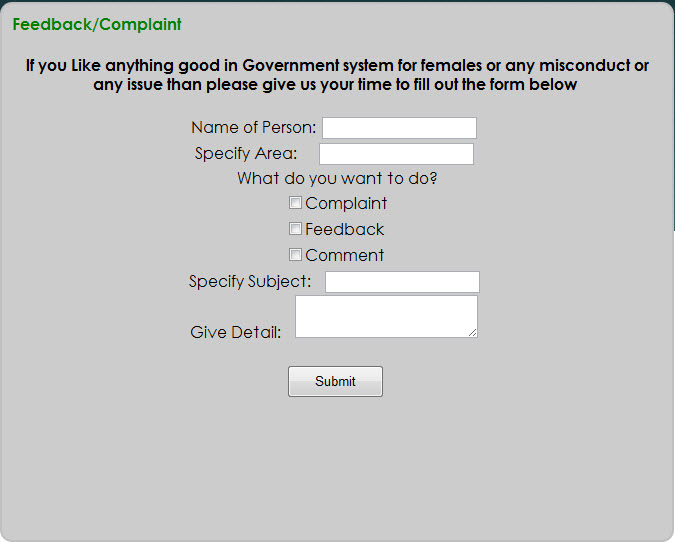 Feedback/Complaint
If you Like anything good in Government system for females or any misconduct or
any issue than please give us your time to fill out the form below
Name of Person:
Specify Area:
What do you want to do?
Complaint
Feedback
Comment
Specify Subject:
Give Detail:
Submit